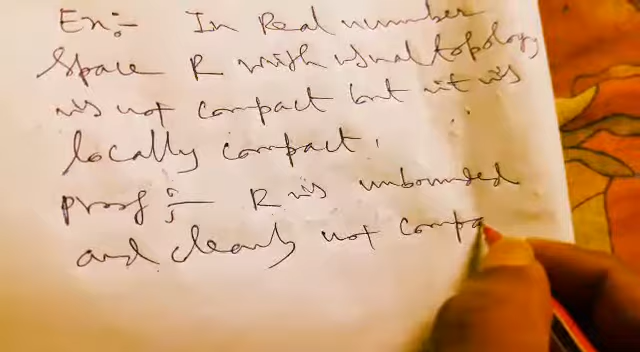 Ex:- In Real number
space R with usual topology
is not compact but it is
locally compact.
proof:- R is unbounded
and clearly not compa